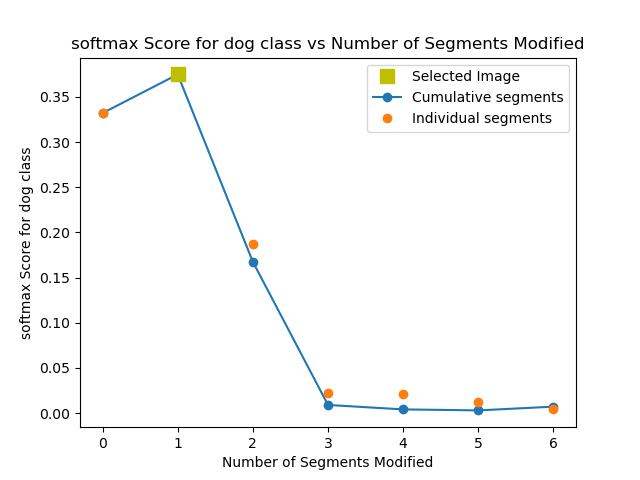 softmax Score for dog class vs Number of Segments Modified
Selected Image
Cumulative segments
Individual segments
softmax Score for dog class
0.35
0.30
0.25
0.20
0.15
0.10
0.05
0.00
0 1 2 3 4 5 6
Number of Segments Modified